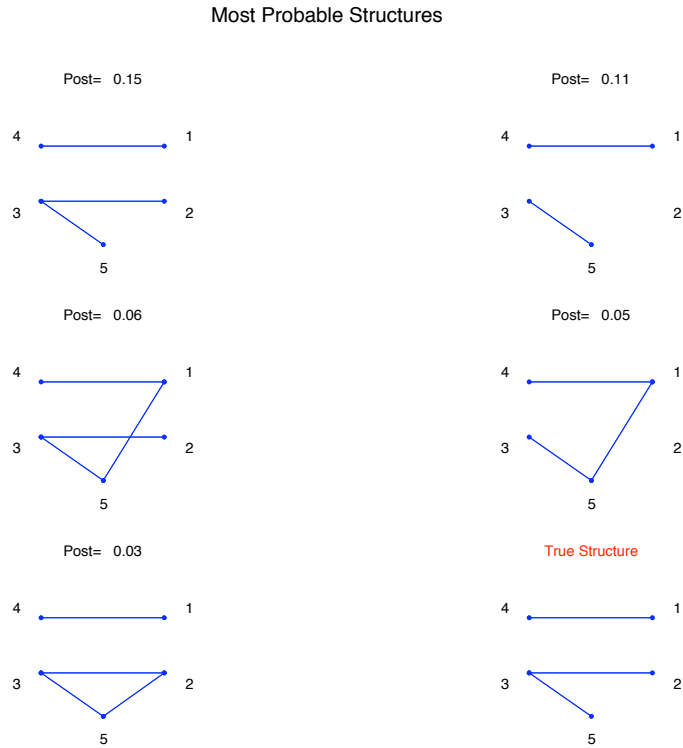 Most Probable Structures
Post= 0.15
4 1
3 2
5
Post= 0.11
4 1
3 2
5
Post= 0.06
4 1
3 2
5
Post= 0.05
4 1
3 2
5
Post= 0.03
4 1
3 2
5
True Structure
4 1
3 2
5